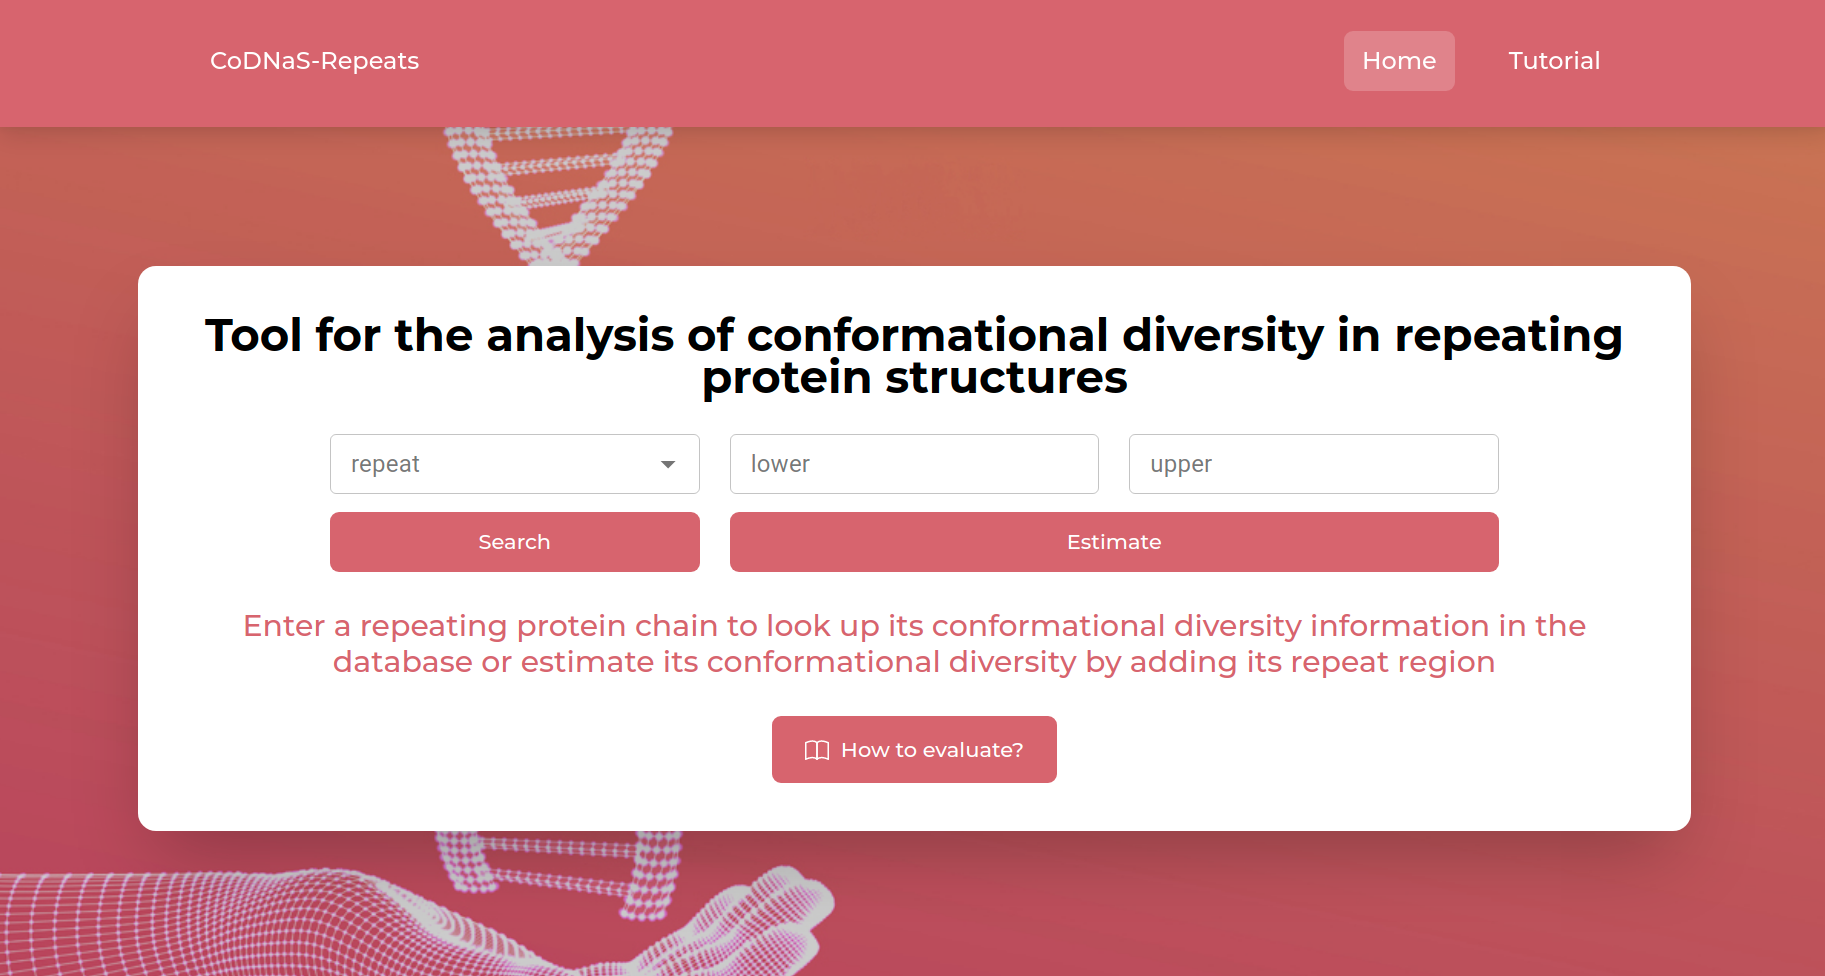 CoDNaS-Repeats
Home
Tutorial
Tool for the analysis of conformational diversity in repeating
protein structures
repeat
lower
upper
Search
Estimate
Enter a repeating protein chain to look up its conformational diversity information in the
database or estimate its conformational diversity by adding its repeat region
How to evaluate?